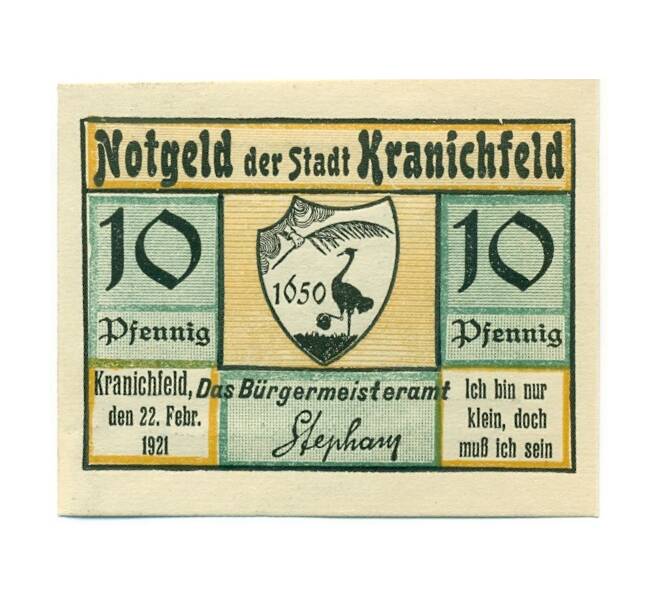 Notgeld der Stadt Kranichfeld
10
Pfennig
1650
10
Pfennig
Kranichfeld,
den 22. Febr.
1921
Das Bürgermeisteramt
Stephany
Ich bin nur
klein, doch
muß ich sein